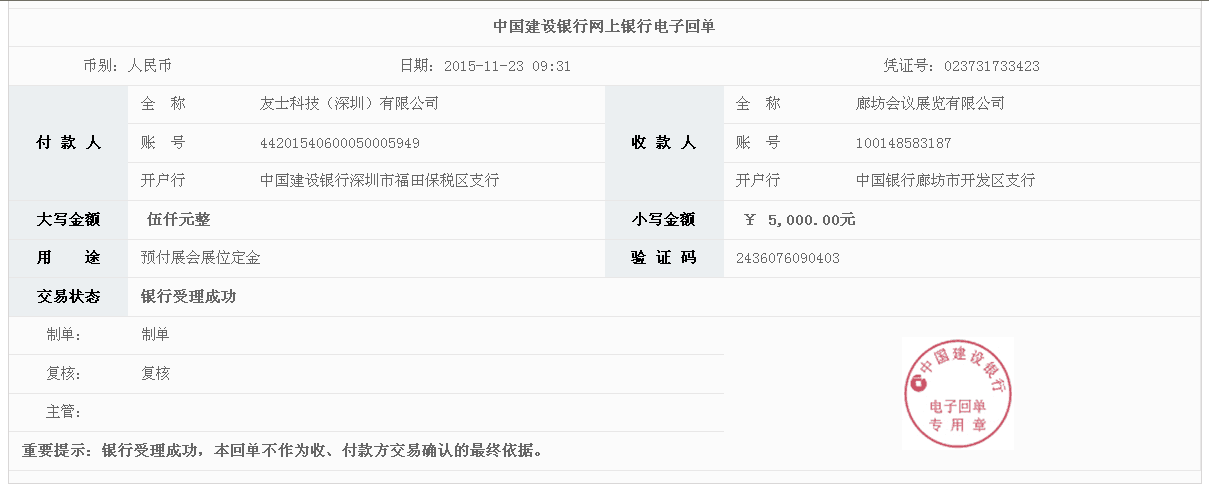 中国建设银行网上银行电子回单
币别: 人民币 日期: 2015-11-23 09:31 凭证号: 023731733423
付 款 人 全 称 友士科技（深圳）有限公司 收 款 人 全 称 廊坊会议展览有限公司
账 号 44201540600050005949 账 号 100148583187
开户行 中国建设银行深圳市福田保税区支行 开户行 中国银行廊坊市开发区支行
大写金额 伍仟元整 小写金额 ￥ 5,000.00元
用 途 预付展会展位定金 验 证 码 2436076090403
交易状态 银行受理成功
制单: 制单
复核: 复核
主管:
中国建设银行
电子回单
专用章
重要提示: 银行受理成功，本回单不作为收、付款方交易确认的最终依据。